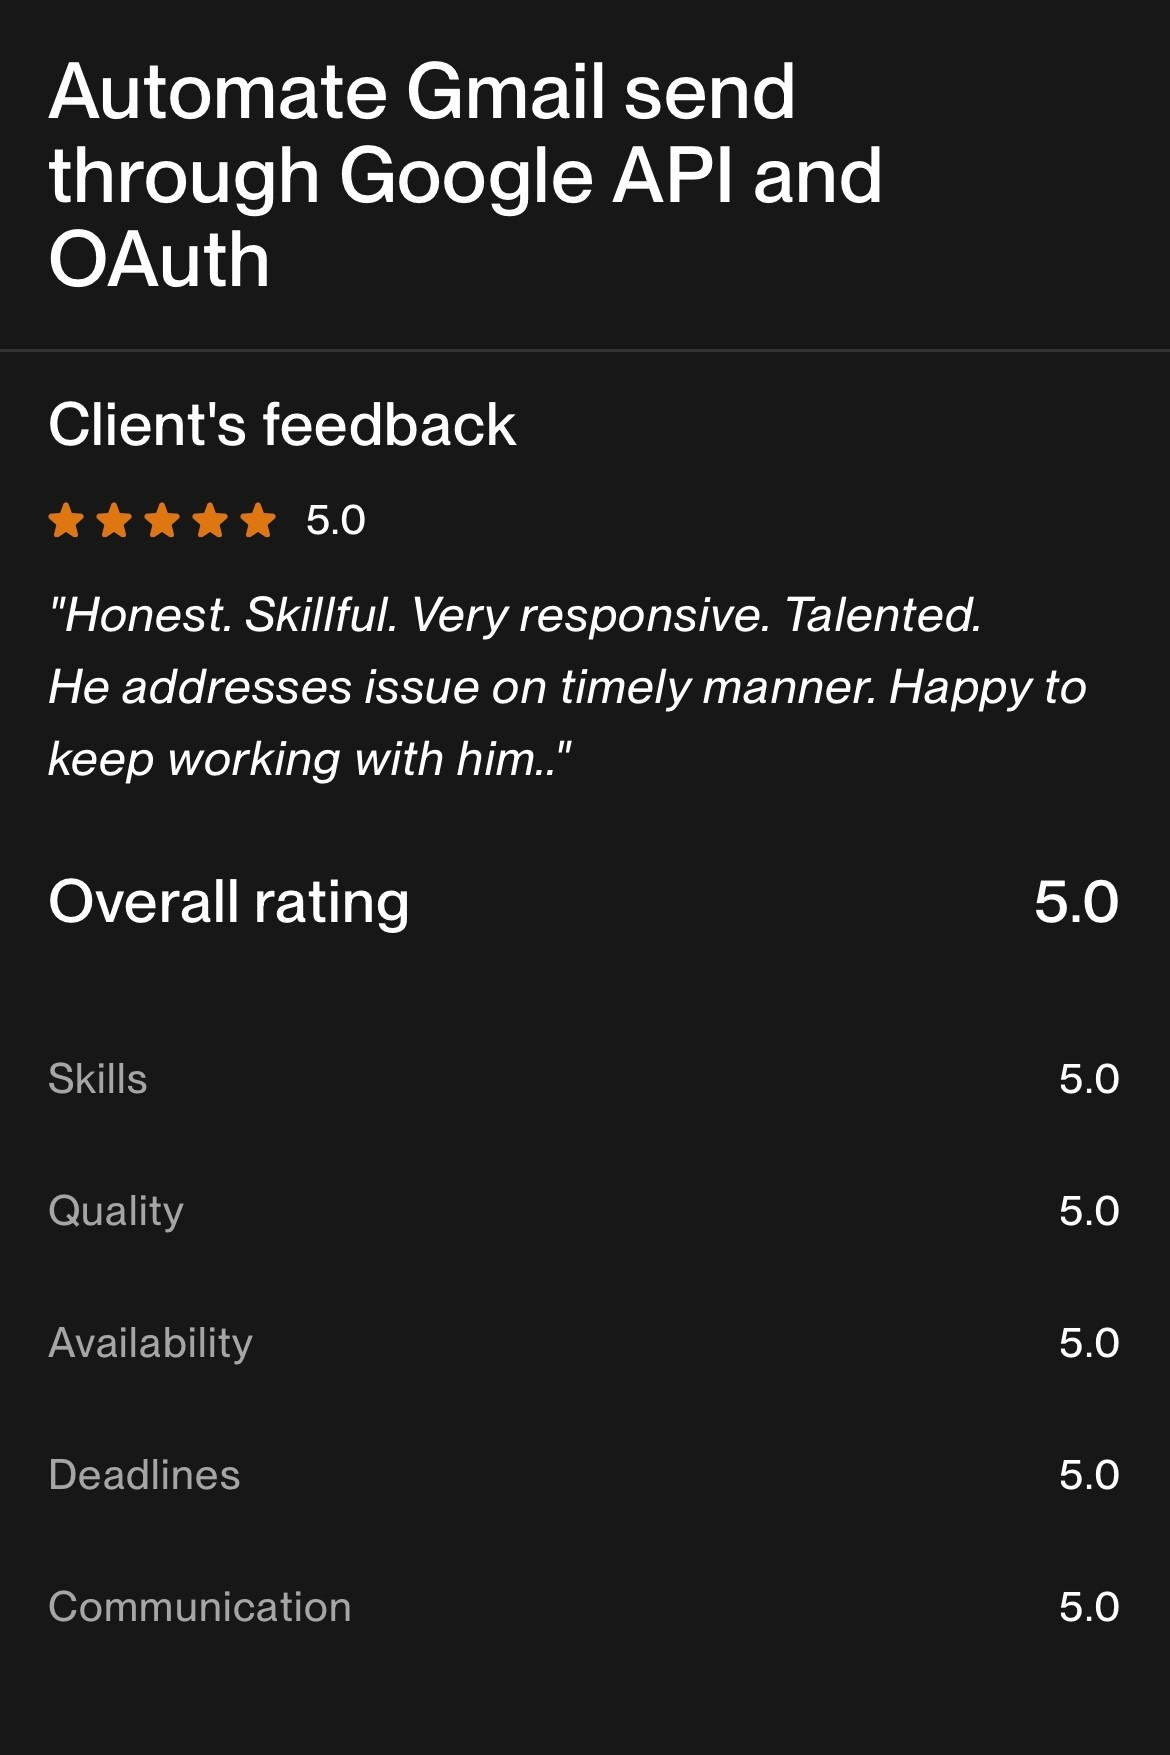 Automate Gmail send
through Google API and
OAuth
Client's feedback
5.0
"Honest. Skillful. Very responsive. Talented.
He addresses issue on timely manner. Happy to
keep working with him.."
Overall rating 5.0
Skills 5.0
Quality 5.0
Availability 5.0
Deadlines 5.0
Communication 5.0